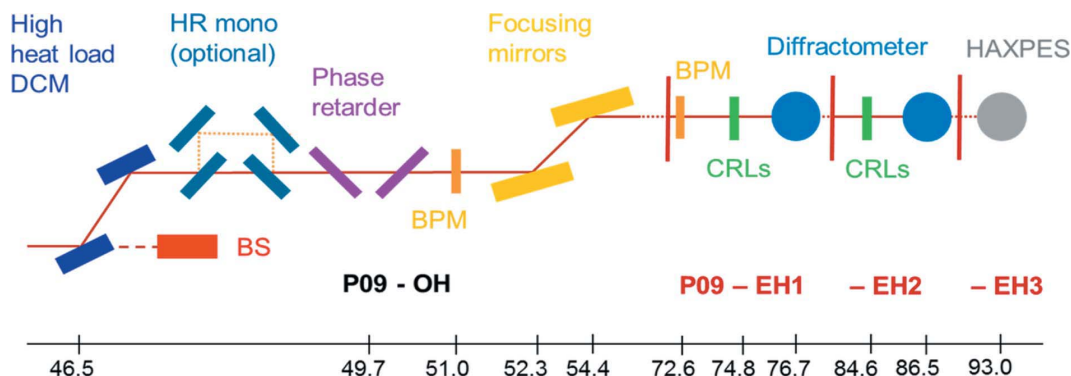 High
heat load
DCM
HR mono
(optional)
Phase
retarder
Focusing
mirrors
BPM
Diffractometer
HAXPES
CRLs
CRLs
BPM
BS
P09 - OH
P09 – EH1
– EH2
– EH3
46.5
49.7
51.0
52.3
54.4
72.6
74.8
76.7
84.6
86.5
93.0